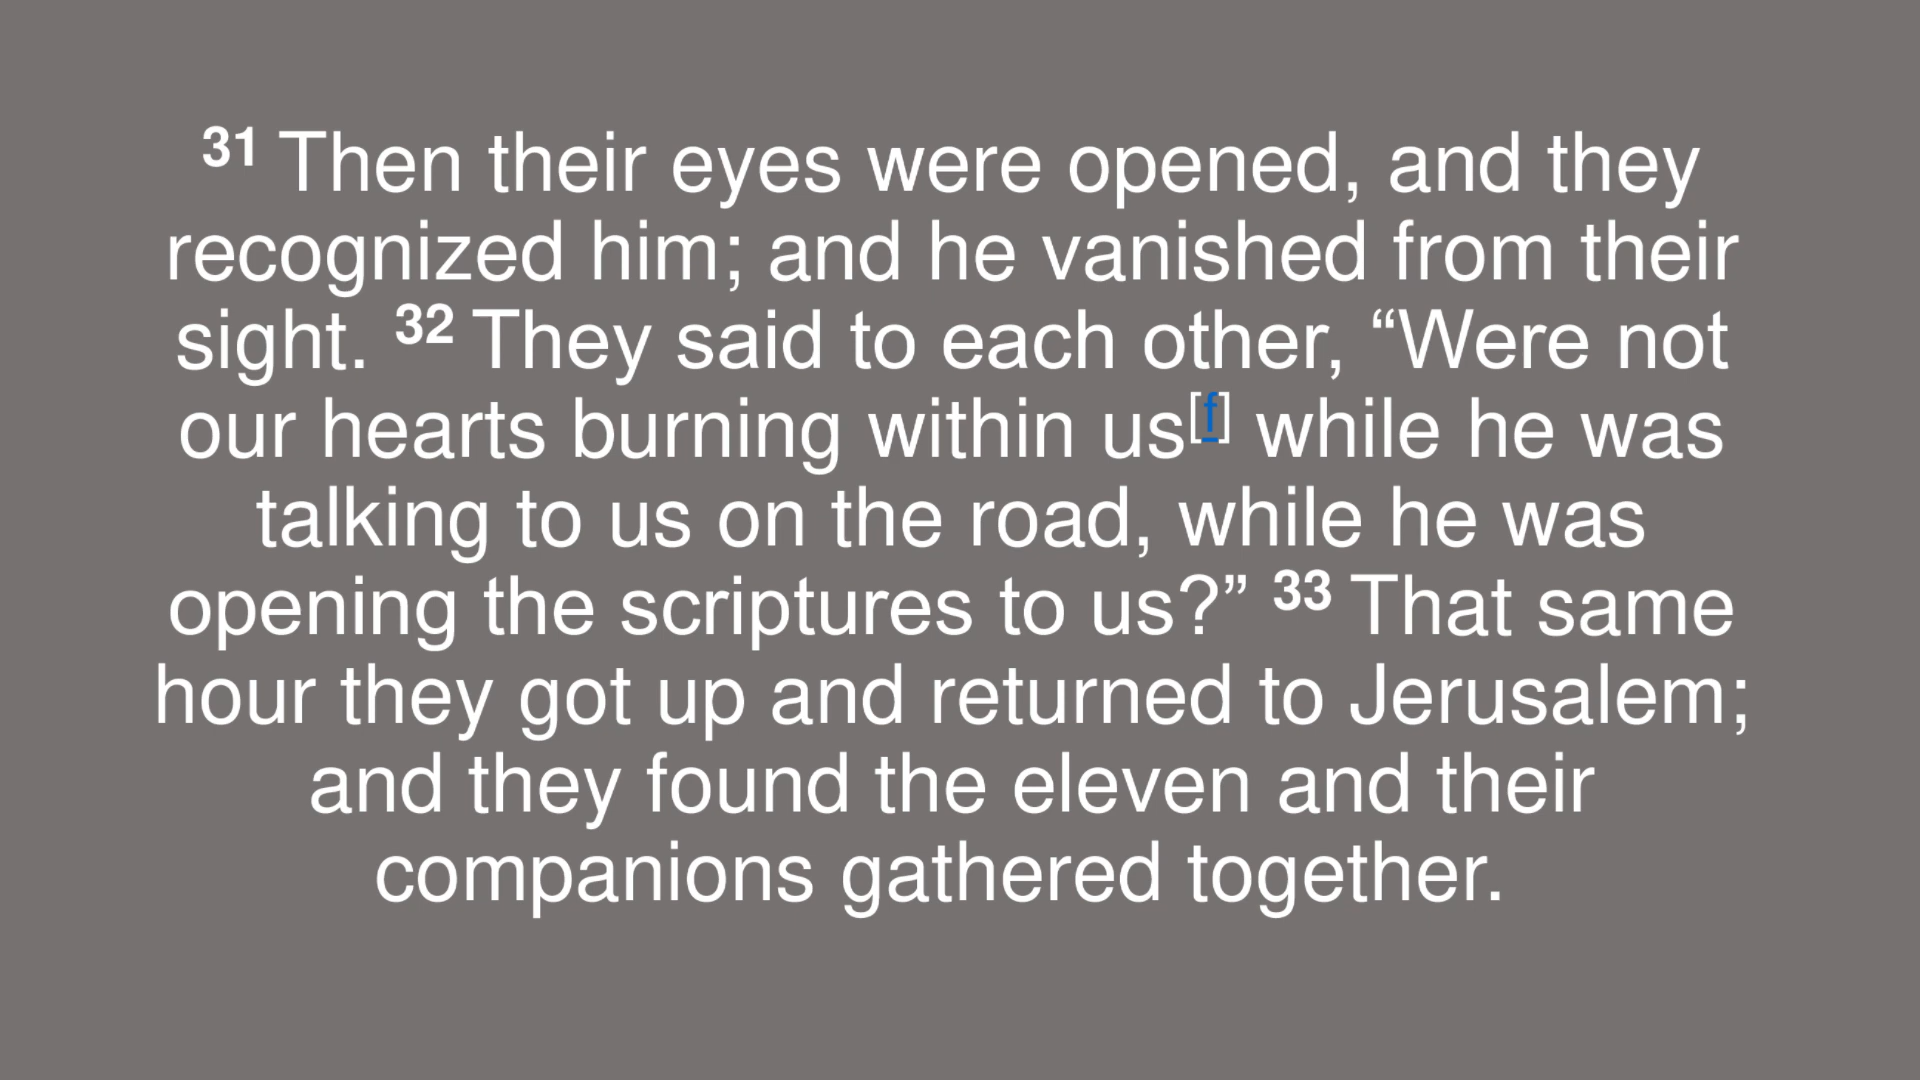 31 Then their eyes were opened, and they
recognized him; and he vanished from their
sight. 32 They said to each other, “Were not
our hearts burning within us[f] while he was
talking to us on the road, while he was
opening the scriptures to us?” 33 That same
hour they got up and returned to Jerusalem;
and they found the eleven and their
companions gathered together.